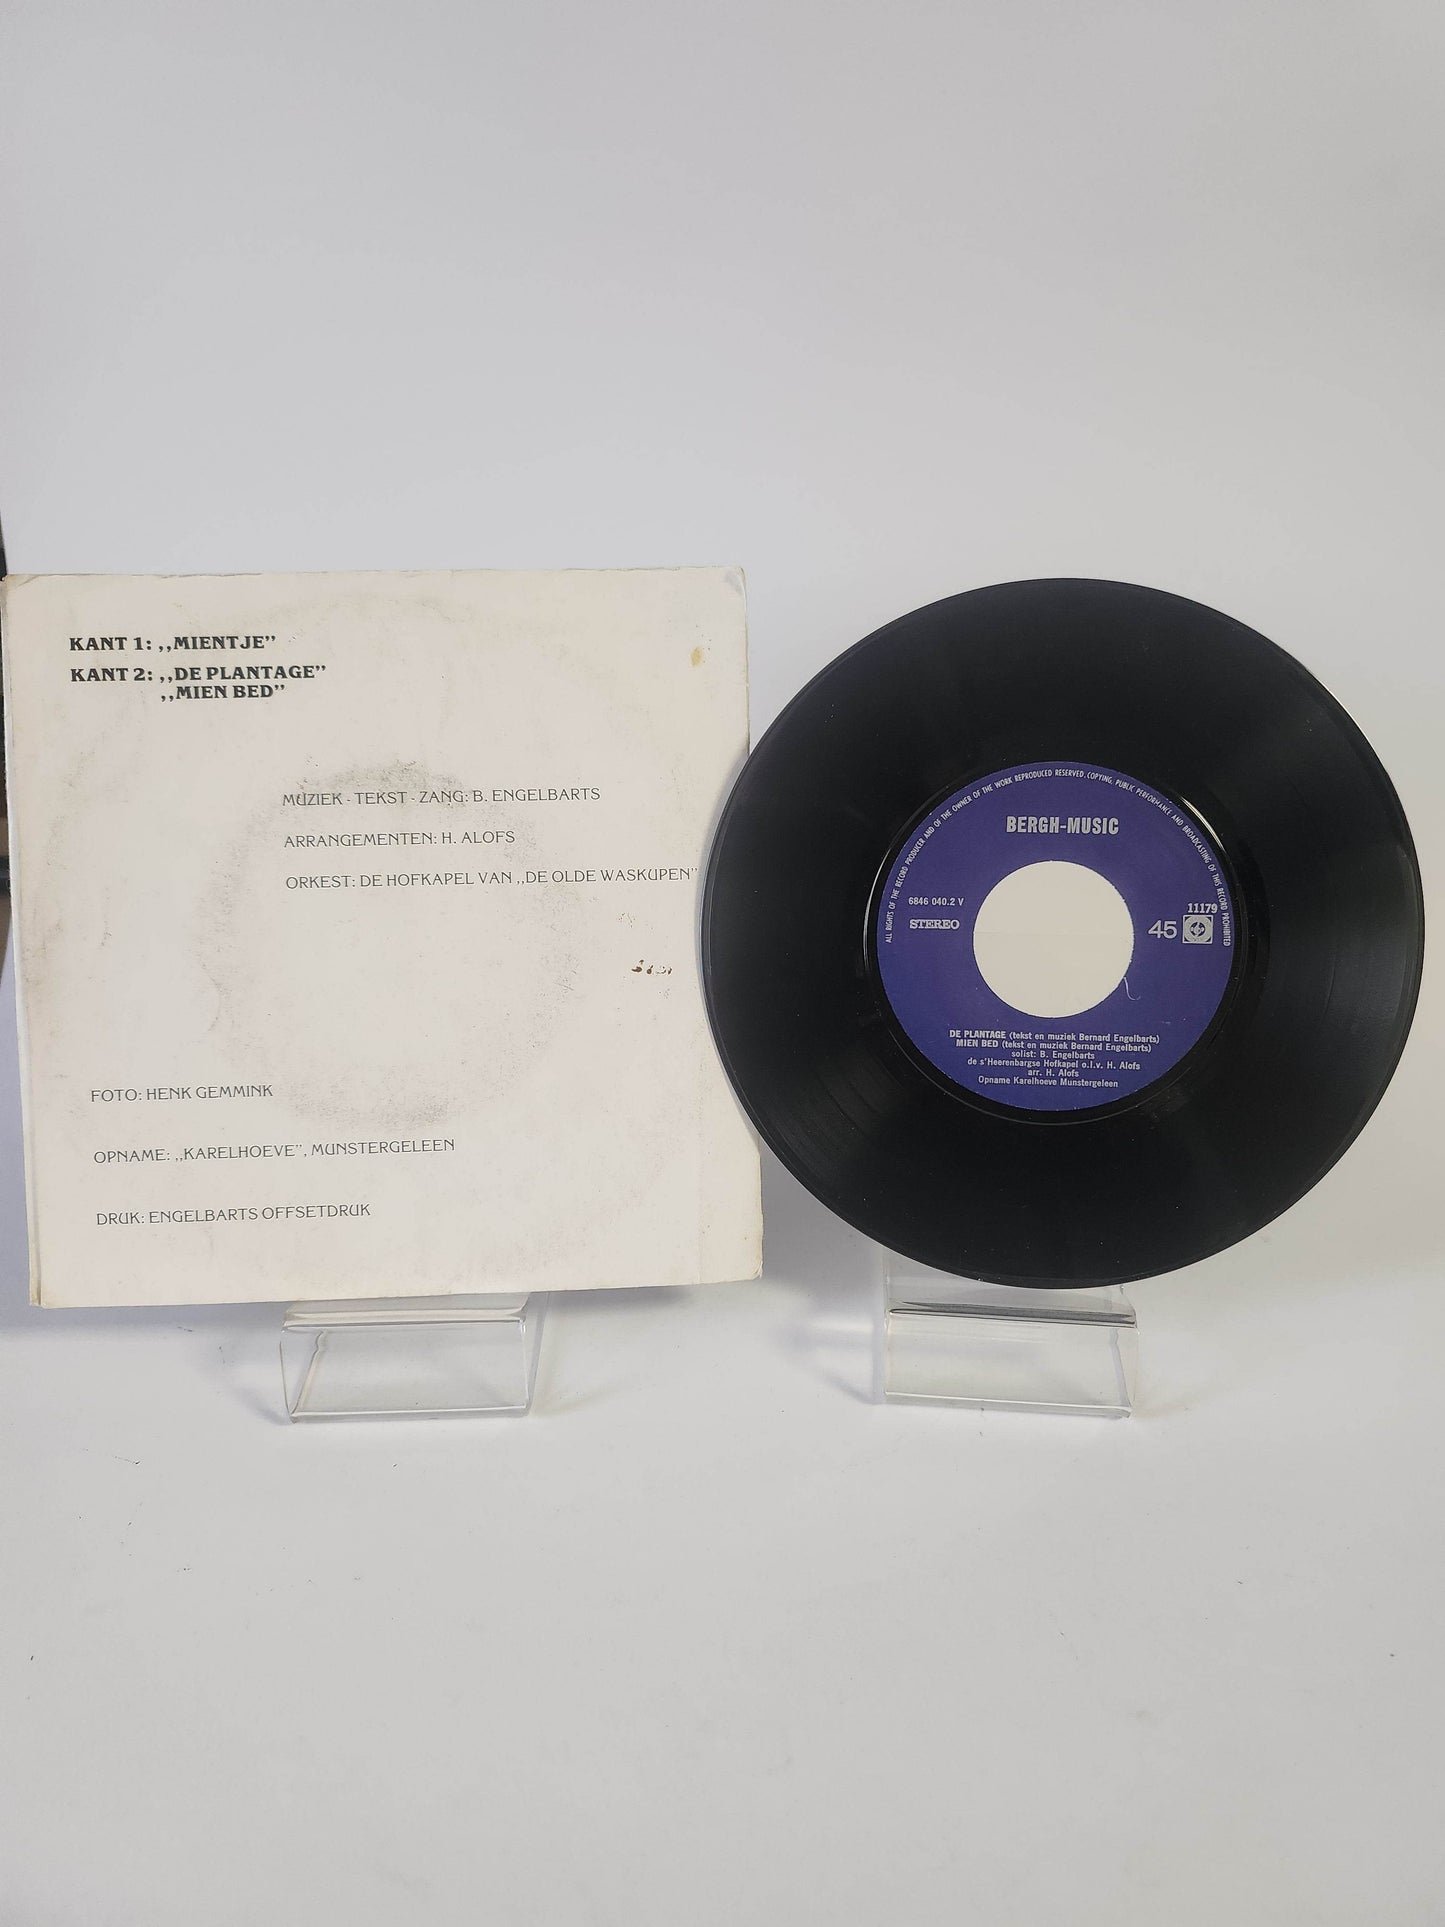 KANT 1: ,,MIENTJE”
KANT 2: ,,DE PLANTAGE”
,,MIEN BED”
MUZIEK - TEKST - ZANG: B. ENGELBARTS
ARRANGEMENTEN: H. ALOFS
ORKEST: DE HOFKAPEL VAN ,,DE OLDE WASKUPEN”
FOTO: HENK GEMMINK
OPNAME: ,,KARELHOEVE”, MUNSTERGELEEN
DRUK: ENGELBARTS OFFSETDRUK
ALL RIGHTS OF THE RECORD PRODUCER AND OF THE OWNER OF THE WORK REPRODUCED RESERVED. COPYING, PUBLIC PERFORMANCE AND BROADCASTING OF THIS RECORD PROHIBITED
BERGH-MUSIC
6846 040.2 V
STEREO
11179
45
DE PLANTAGE (tekst en muziek Bernard Engelbarts)
MIEN BED (tekst en muziek Bernard Engelbarts)
solist: B. Engelbarts
de s'Heerenbargse Hofkapel o.l.v. H. Alofs
arr. H. Alofs
Opname Karelhoeve Munstergeleen